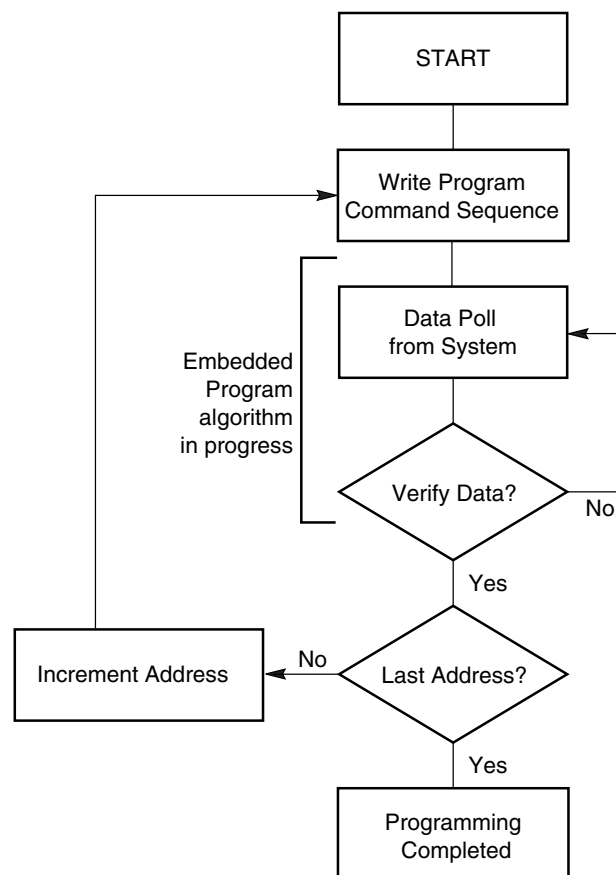 START
Write Program
Command Sequence
Data Poll
from System
Embedded
Program
algorithm
in progress
Verify Data?
No
Yes
Increment Address
No
Last Address?
Yes
Programming
Completed